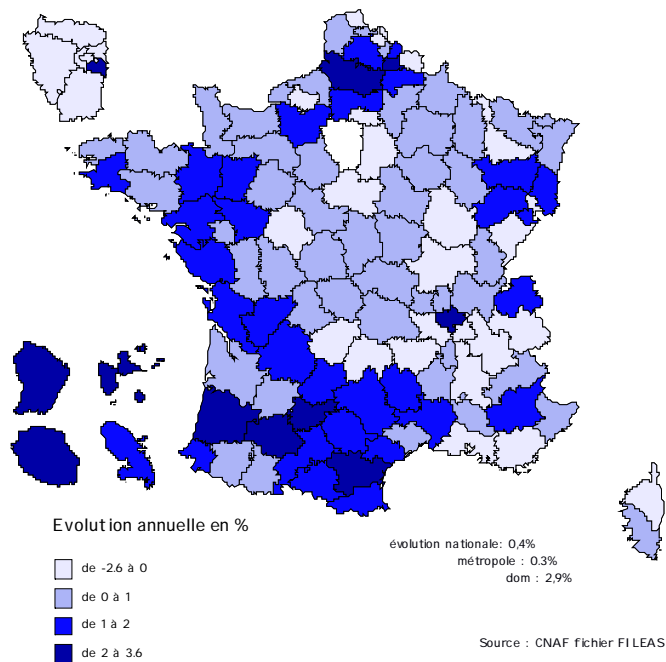 Evolution annuelle en %
de -2.6 à 0
de 0 à 1
de 1 à 2
de 2 à 3.6
évolution nationale: 0,4%
métropole : 0.3%
dom : 2,9%
Source : CNAF fichier FILEAS